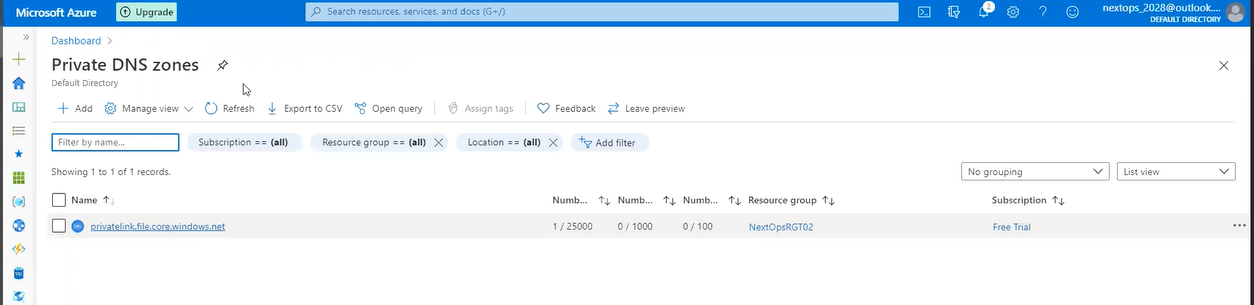 Microsoft Azure Upgrade Search resources, services, and docs (G+/) 2 nextops_2028@outlook....
DEFAULT DIRECTORY
» Dashboard >
Private DNS zones
Default Directory
Add Manage view Refresh Export to CSV Open query Assign tags Feedback Leave preview
Filter by name... Subscription == (all) Resource group == (all) Location == (all) Add filter
Showing 1 to 1 of 1 records. No grouping List view
Name ↑↓ Numb... ↑↓ Numb... ↑↓ Numb... ↑↓ Resource group ↑↓ Subscription ↑↓
privatelink.file.core.windows.net 1 / 25000 0 / 1000 0 / 100 NextOpsRGT02 Free Trial ...